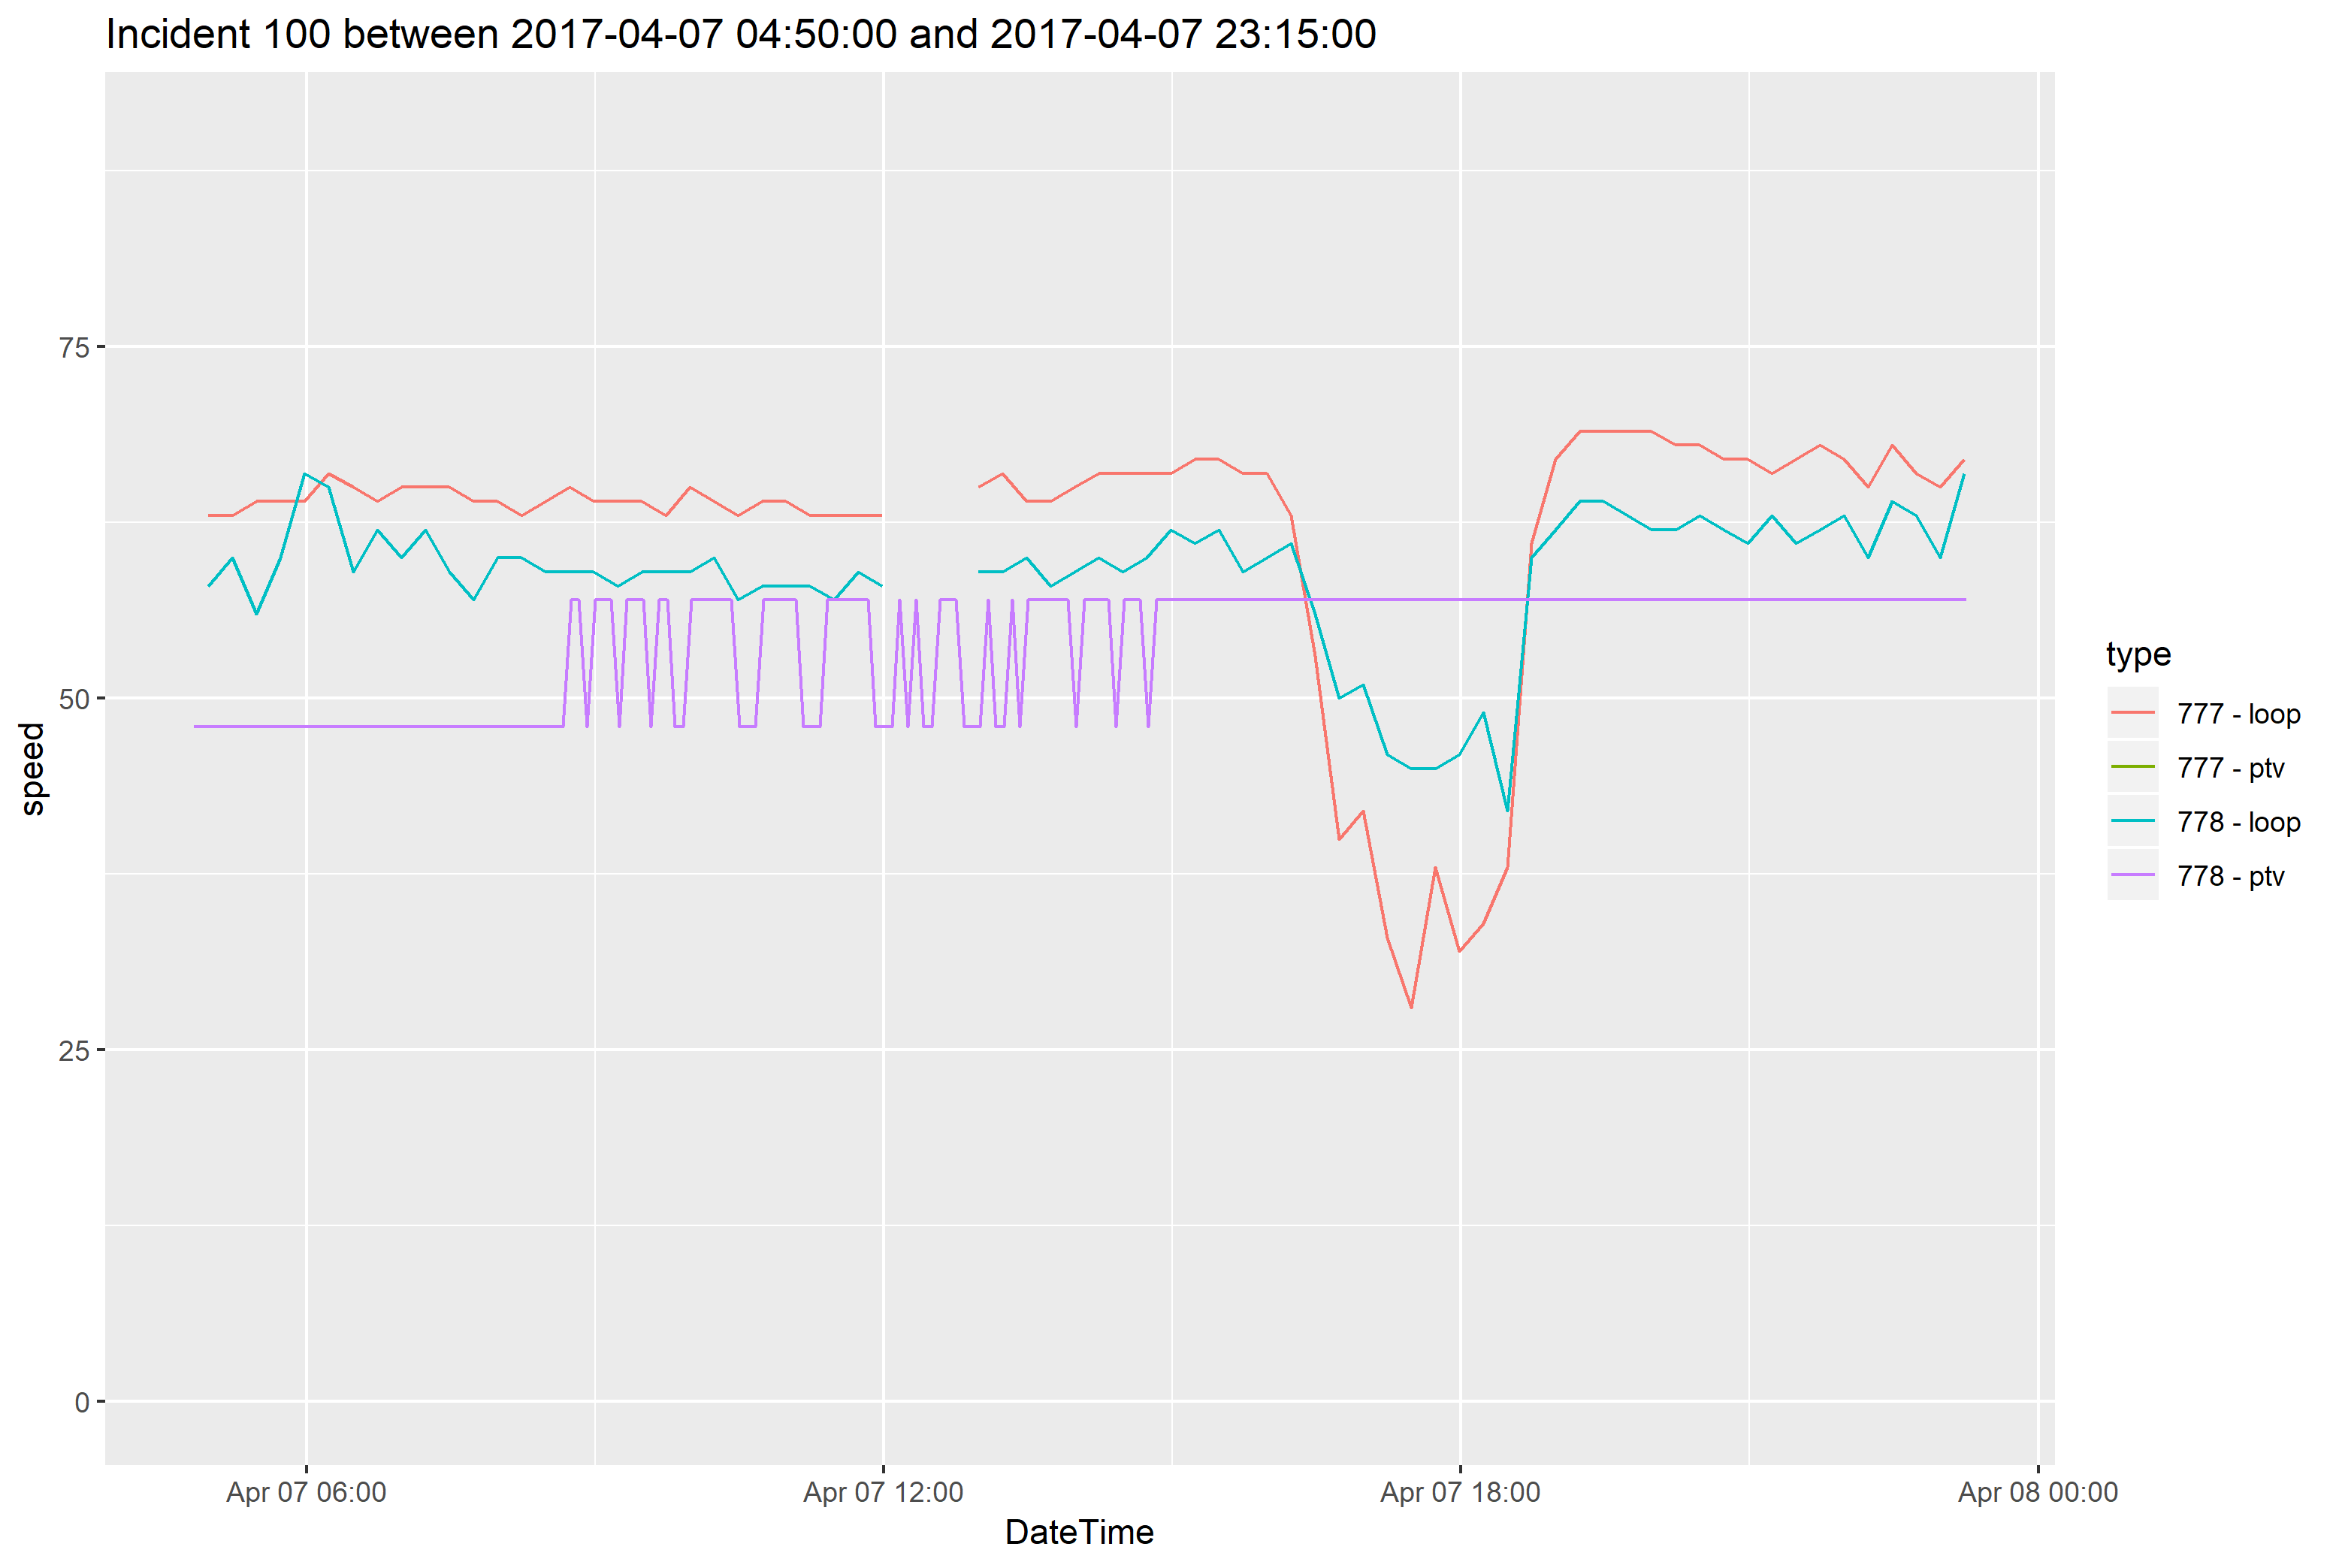 Incident 100 between 2017-04-07 04:50:00 and 2017-04-07 23:15:00
75
50
25
0
speed
Apr 07 06:00
Apr 07 12:00
Apr 07 18:00
Apr 08 00:00
DateTime
type
777 - loop
777 - ptv
778 - loop
778 - ptv